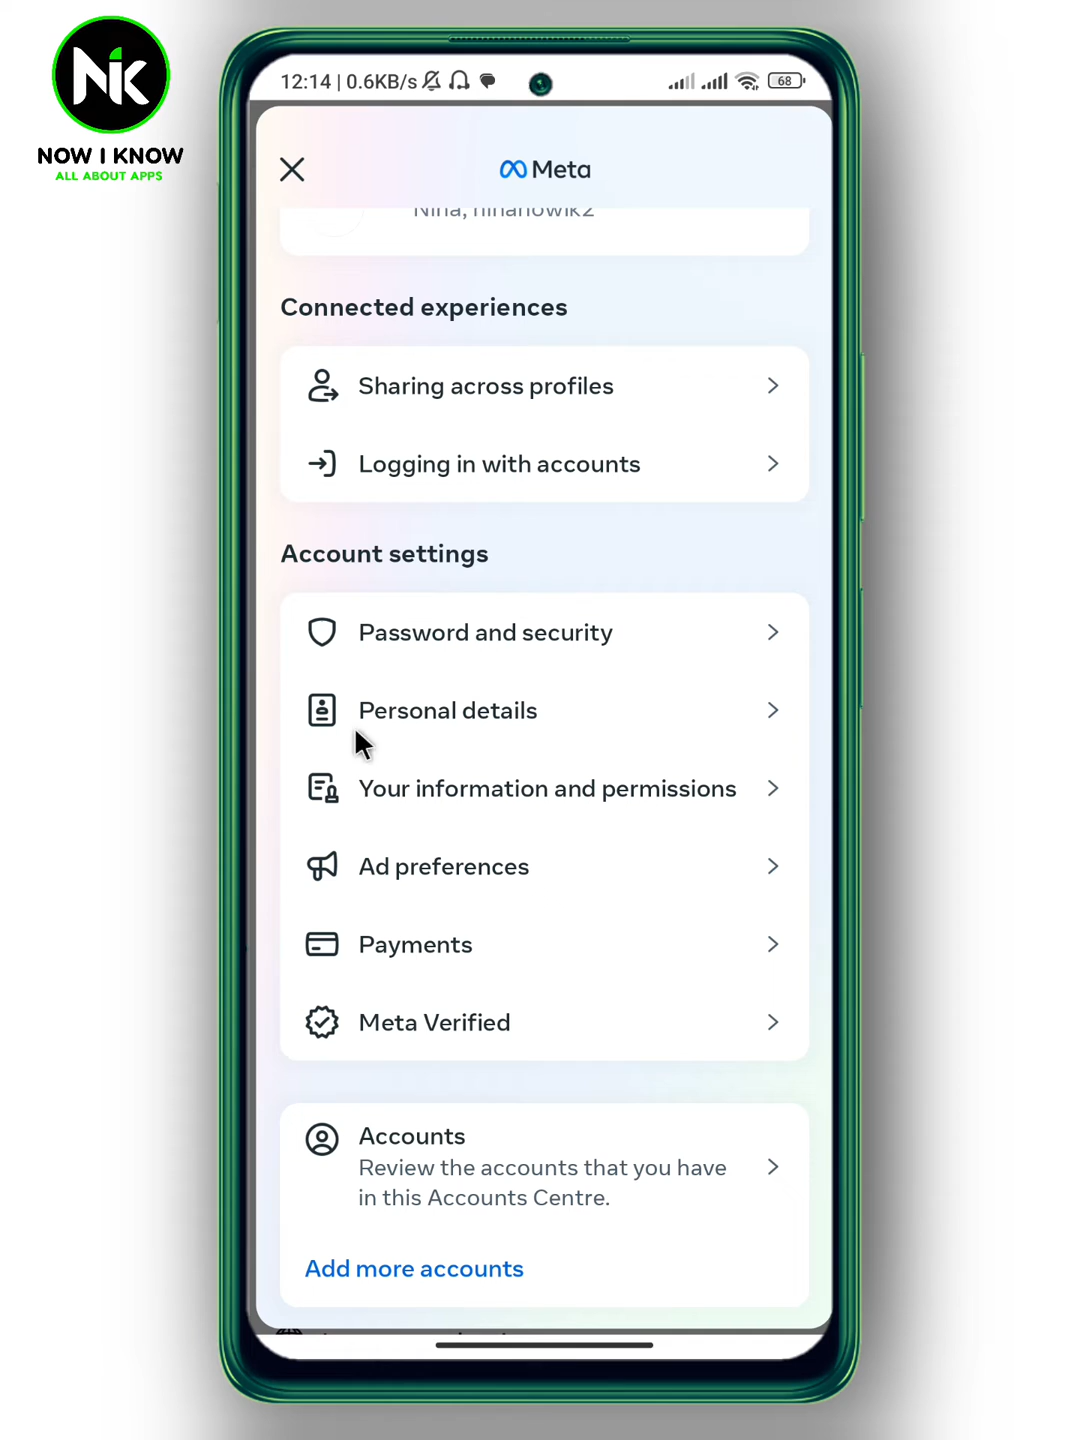 NOW I KNOW
ALL ABOUT APPS
12:14 | 0.6KB/s
68
Meta
Nina, ninanowik2
Connected experiences
Sharing across profiles
Logging in with accounts
Account settings
Password and security
Personal details
Your information and permissions
Ad preferences
Payments
Meta Verified
Accounts
Review the accounts that you have
in this Accounts Centre.
Add more accounts